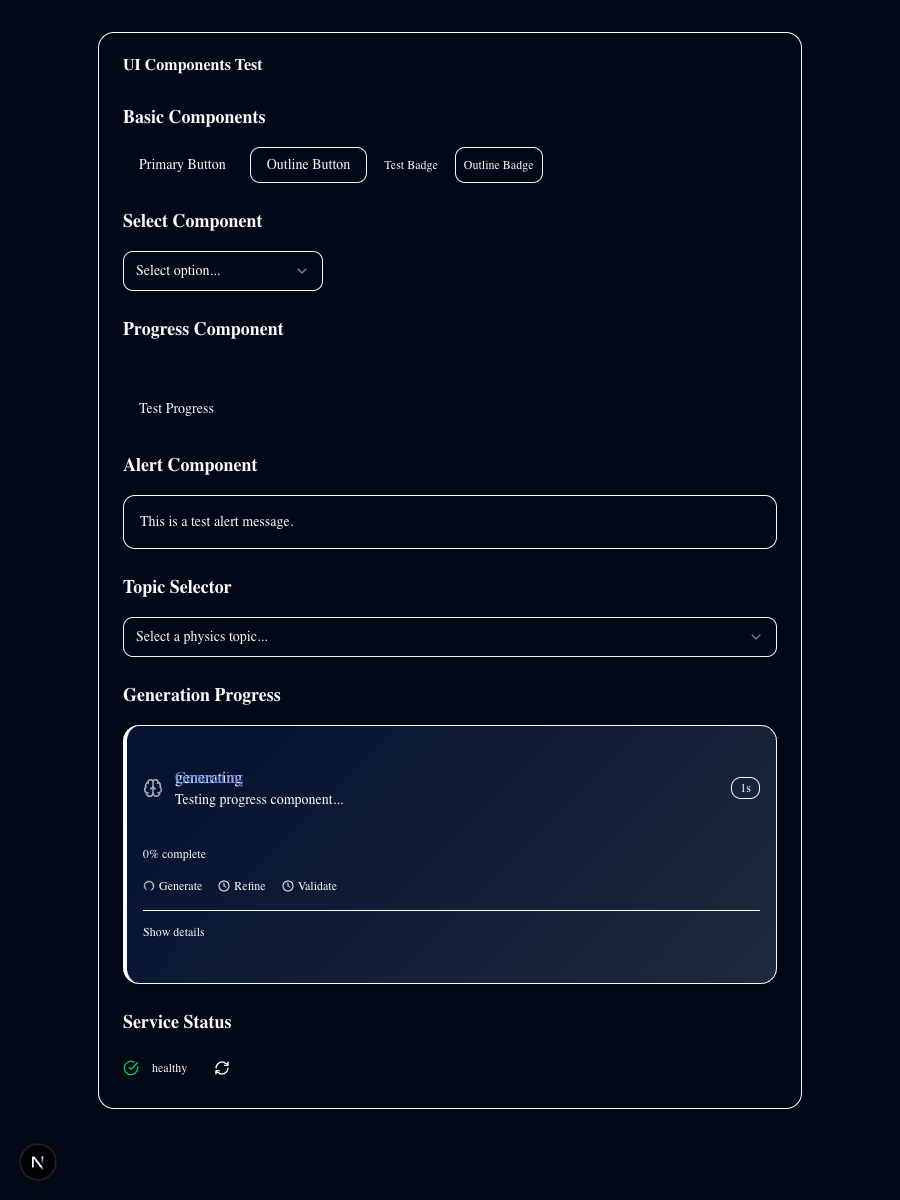 UI Components Test
Basic Components
Primary Button Outline Button Test Badge Outline Badge
Select Component
Select option...
Progress Component
Test Progress
Alert Component
This is a test alert message.
Topic Selector
Select a physics topic...
Generation Progress
generating
Testing progress component...
1s
0% complete
Generate Refine Validate
Show details
Service Status
healthy
N